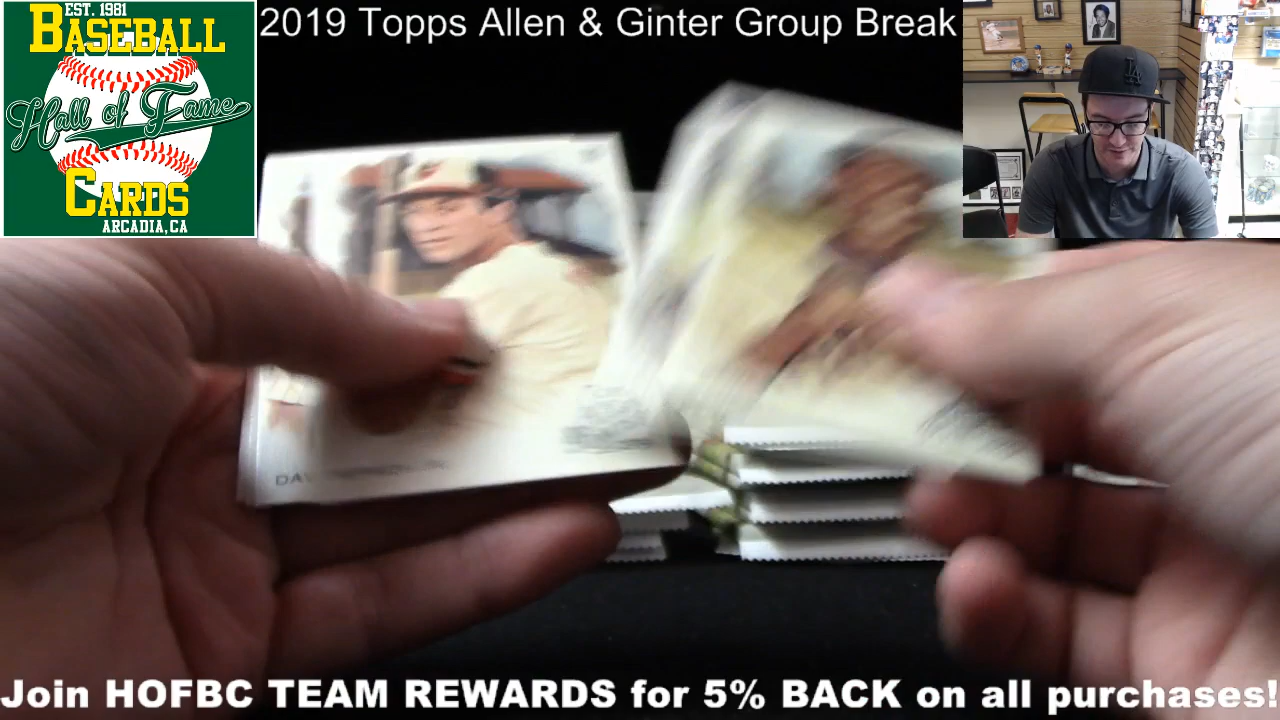 EST. 1981
BASEBALL
Hall of Fame
CARDS
ARCADIA, CA
2019 Topps Allen & Ginter Group Break
LA
Join HOFBC TEAM REWARDS for 5% BACK on all purchases!